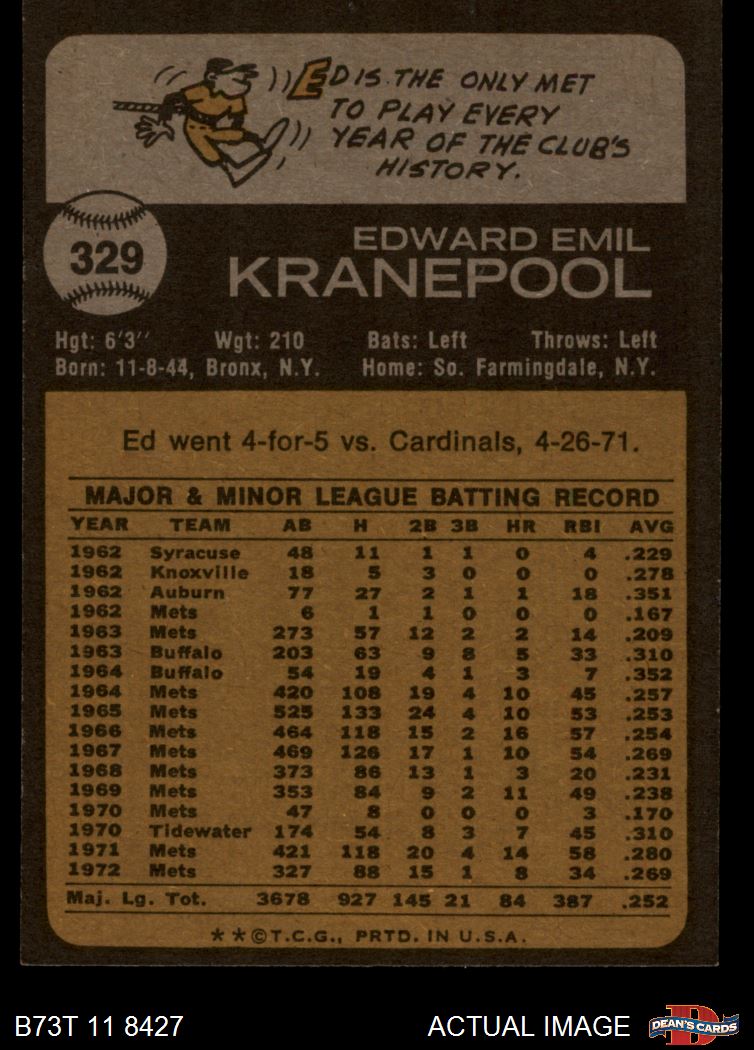 ED IS THE ONLY MET
TO PLAY EVERY
YEAR OF THE CLUB'S
HISTORY.
329
EDWARD EMIL
KRANEPOOL
Hgt: 6'3" Wgt: 210 Bats: Left Throws: Left
Born: 11-8-44, Bronx, N.Y. Home: So. Farmingdale, N.Y.
Ed went 4-for-5 vs. Cardinals, 4-26-71.
MAJOR & MINOR LEAGUE BATTING RECORD
YEAR TEAM AB H 2B 3B HR RBI AVG
1962 Syracuse 48 11 1 1 0 4 .229
1962 Knoxville 18 5 3 0 0 0 .278
1962 Auburn 77 27 2 1 1 18 .351
1962 Mets 6 1 1 0 0 0 .167
1963 Mets 273 57 12 2 2 14 .209
1963 Buffalo 203 63 9 8 5 33 .310
1964 Buffalo 54 19 4 1 3 7 .352
1964 Mets 420 108 19 4 10 45 .257
1965 Mets 525 133 24 4 10 53 .253
1966 Mets 464 118 15 2 16 57 .254
1967 Mets 469 126 17 1 10 54 .269
1968 Mets 373 86 13 1 3 20 .231
1969 Mets 353 84 9 2 11 49 .238
1970 Mets 47 8 0 0 0 3 .170
1970 Tidewater 174 54 8 3 7 45 .310
1971 Mets 421 118 20 4 14 58 .280
1972 Mets 327 88 15 1 8 34 .269
Maj. Lg. Tot. 3678 927 145 21 84 387 .252
**©T.C.G., PRTD. IN U.S.A.
B73T 11 8427 ACTUAL IMAGE D DEAN'S CARDS